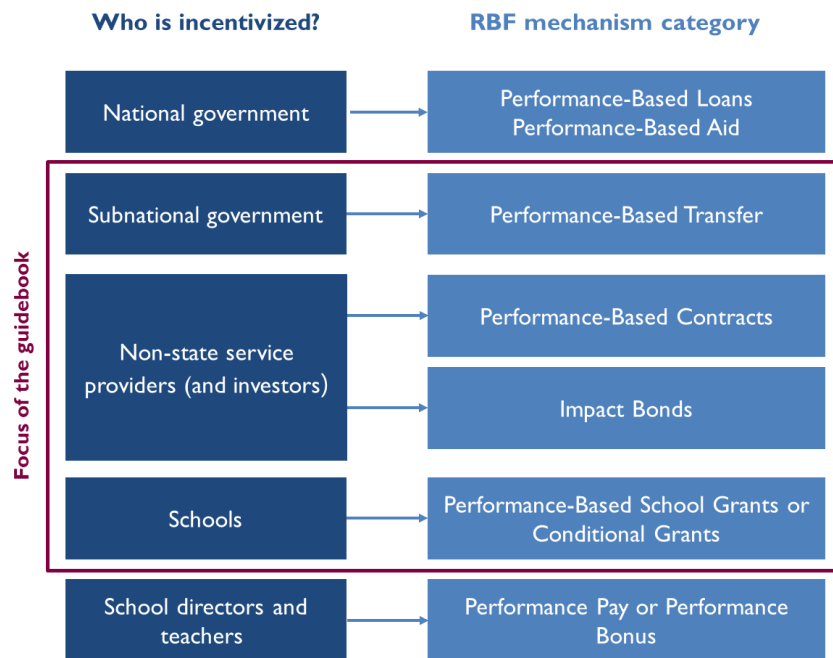 Who is incentivized?
RBF mechanism category
National government
Performance-Based Loans
Performance-Based Aid
Focus of the guidebook
Subnational government
Performance-Based Transfer
Non-state service
providers (and investors)
Performance-Based Contracts
Impact Bonds
Schools
Performance-Based School Grants or
Conditional Grants
School directors and
teachers
Performance Pay or Performance
Bonus